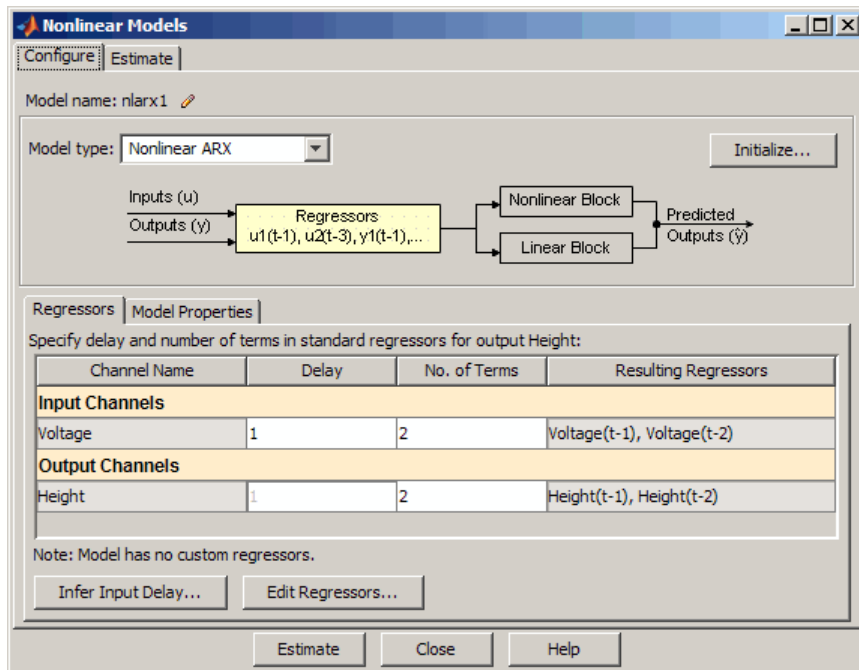 Nonlinear Models
Configure Estimate
Model name: nlarx1
Model type: Nonlinear ARX
Initialize...
Inputs (u)
Outputs (y)
Regressors
u1(t-1), u2(t-3), y1(t-1),...
Nonlinear Block
Linear Block
Predicted
Outputs (ŷ)
Regressors Model Properties
Specify delay and number of terms in standard regressors for output Height:
Channel Name Delay No. of Terms Resulting Regressors
Input Channels
Voltage 1 2 Voltage(t-1), Voltage(t-2)
Output Channels
Height 1 2 Height(t-1), Height(t-2)
Note: Model has no custom regressors.
Infer Input Delay... Edit Regressors...
Estimate Close Help